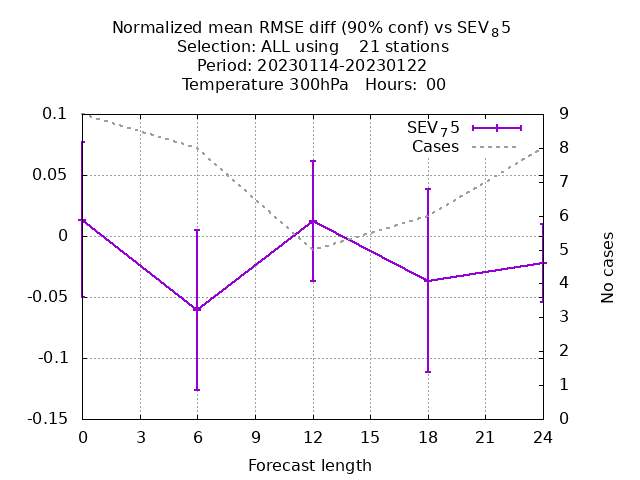 Normalized mean RMSE diff (90% conf) vs SEV₈5
Selection: ALL using    21 stations
Period: 20230114-20230122
Temperature 300hPa   Hours:  00
SEV₇5
Cases
0.1
0.05
0
-0.05
-0.1
-0.15
9
8
7
6
5
4
3
2
1
0
No cases
0 3 6 9 12 15 18 21 24
Forecast length